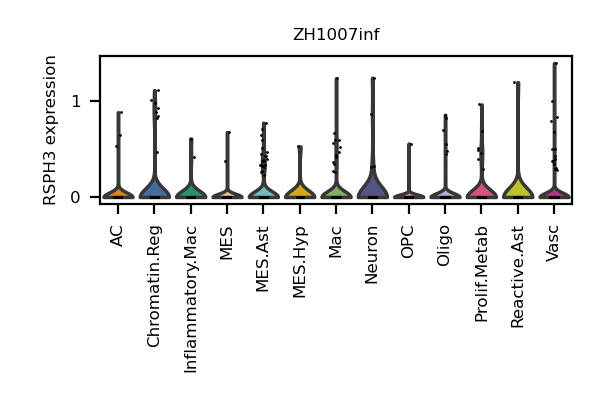 ZH1007inf
RSPH3 expression
1
0
AC
Chromatin.Reg
Inflammatory.Mac
MES
MES.Ast
MES.Hyp
Mac
Neuron
OPC
Oligo
Prolif.Metab
Reactive.Ast
Vasc